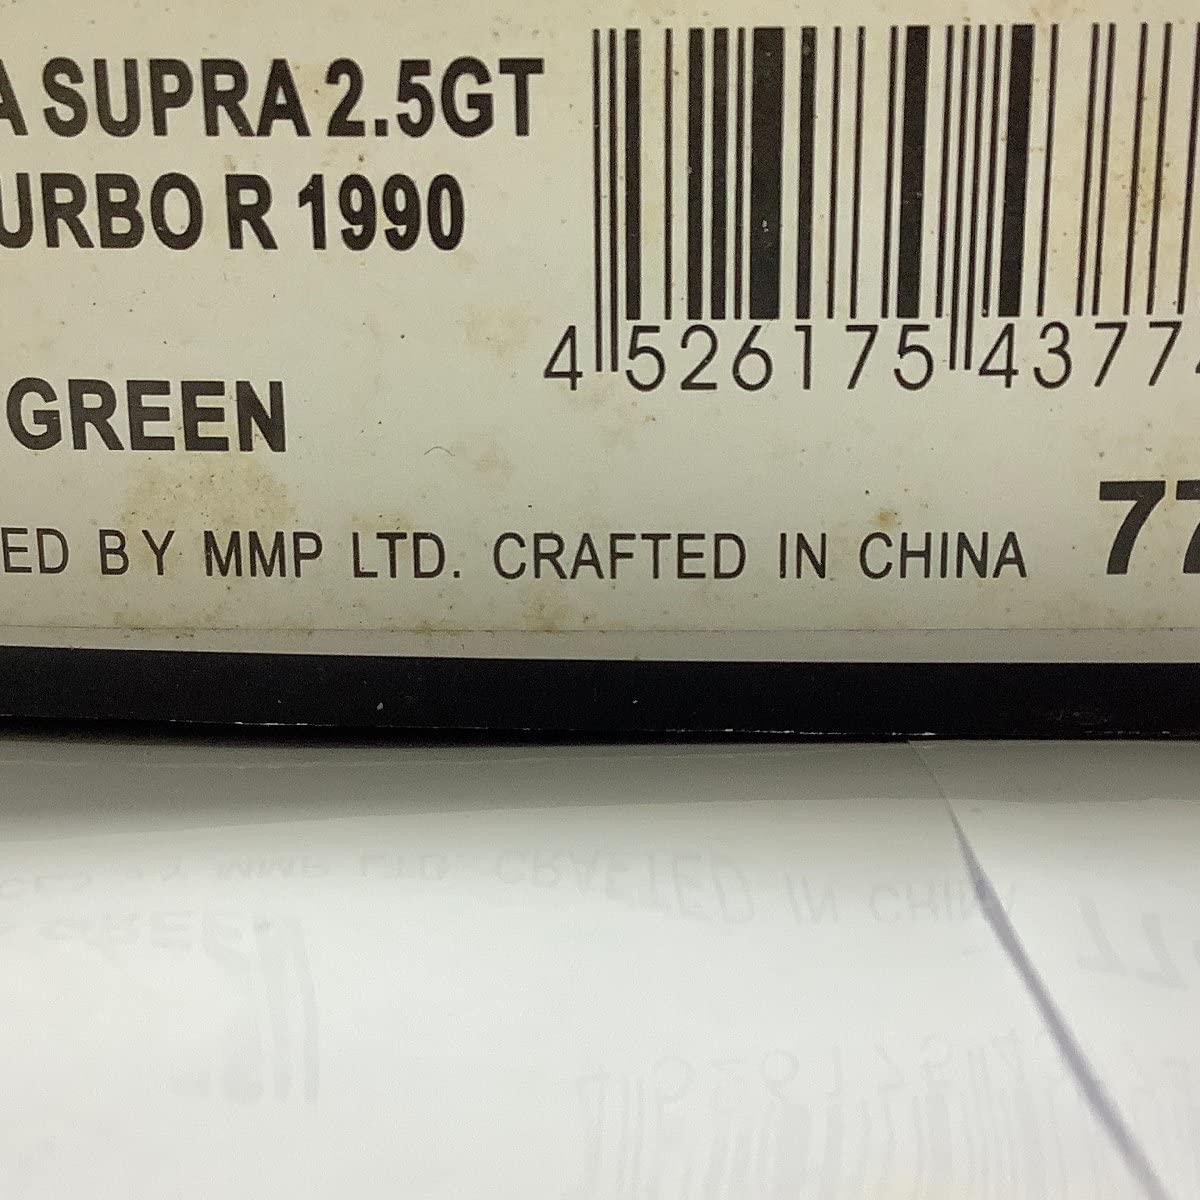 A SUPRA 2.5GT
URBO R 1990
GREEN
4 526175 4377
ED BY MMP LTD. CRAFTED IN CHINA 77